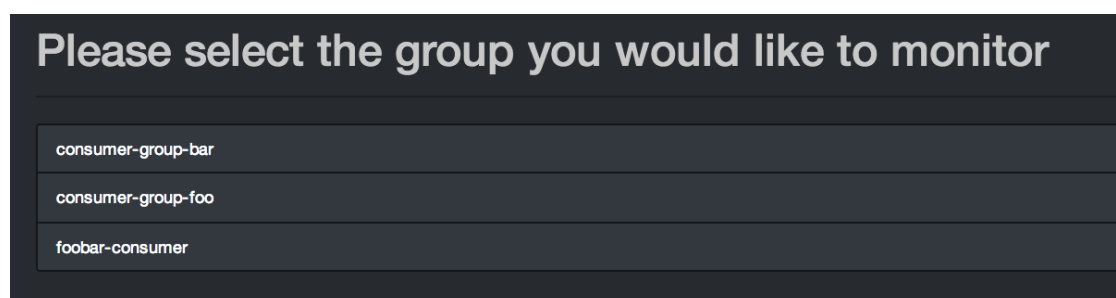 Please select the group you would like to monitor
consumer-group-bar
consumer-group-foo
foobar-consumer